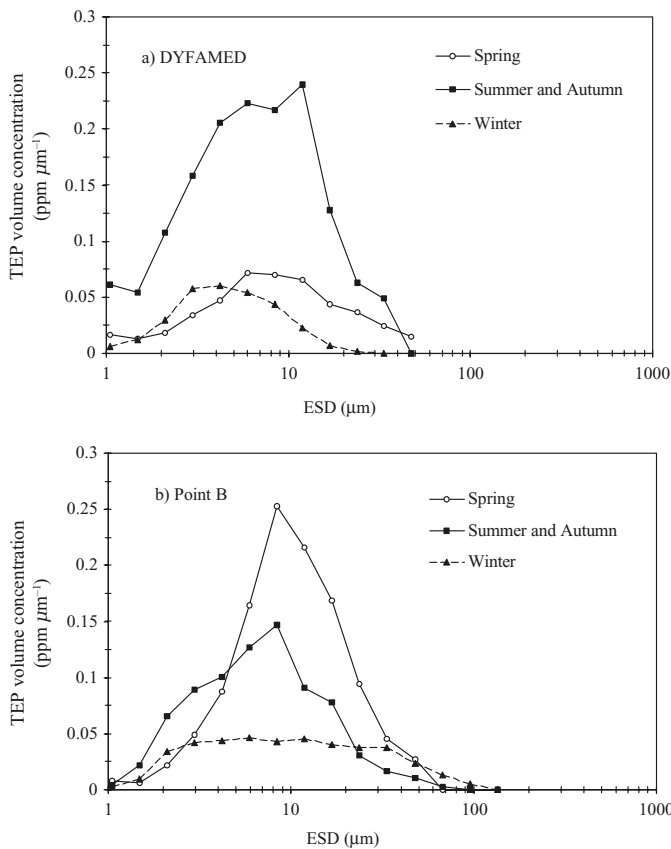 0.3
a) DYFAMED
Spring
0.25
Summer and Autumn
0.2
Winter
0.15
0.1
0.05
0
TEP volume concentration
(ppm µm⁻¹)
1 10 100 1000
ESD (µm)
0.3
b) Point B
Spring
0.25
Summer and Autumn
0.2
Winter
0.15
0.1
0.05
0
TEP volume concentration
(ppm µm⁻¹)
1 10 100 1000
ESD (µm)